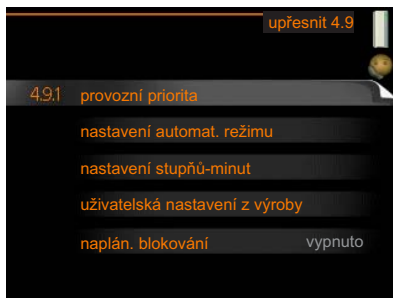 upřesnit 4.9
4.9.1 provozní priorita
nastavení automat. režimu
nastavení stupňů-minut
uživatelská nastavení z výroby
naplán. blokování vypnuto